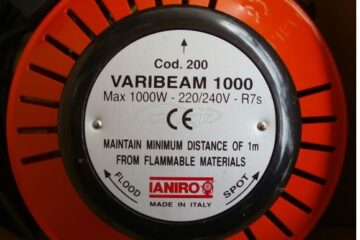 Cod. 200
VARIBEAM 1000
Max 1000W - 220/240V - R7s
CE
MAINTAIN MINIMUM DISTANCE OF 1m
FROM FLAMMABLE MATERIALS
FLOOD
SPOT
IANIRO
MADE IN ITALY